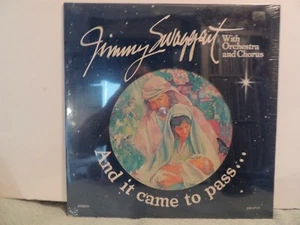 Jimmy Swaggart
With
Orchestra
and Chorus
And it came to pass...